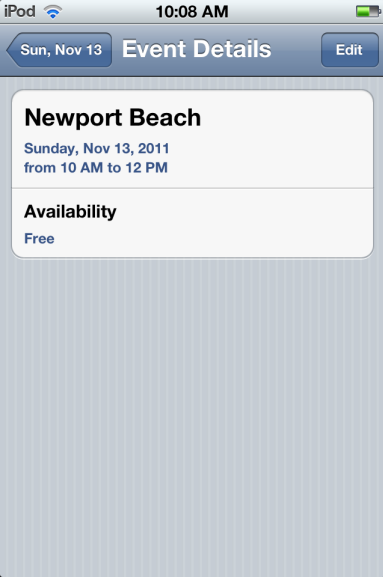 iPod 10:08 AM
Sun, Nov 13 Event Details Edit
Newport Beach
Sunday, Nov 13, 2011
from 10 AM to 12 PM
Availability
Free